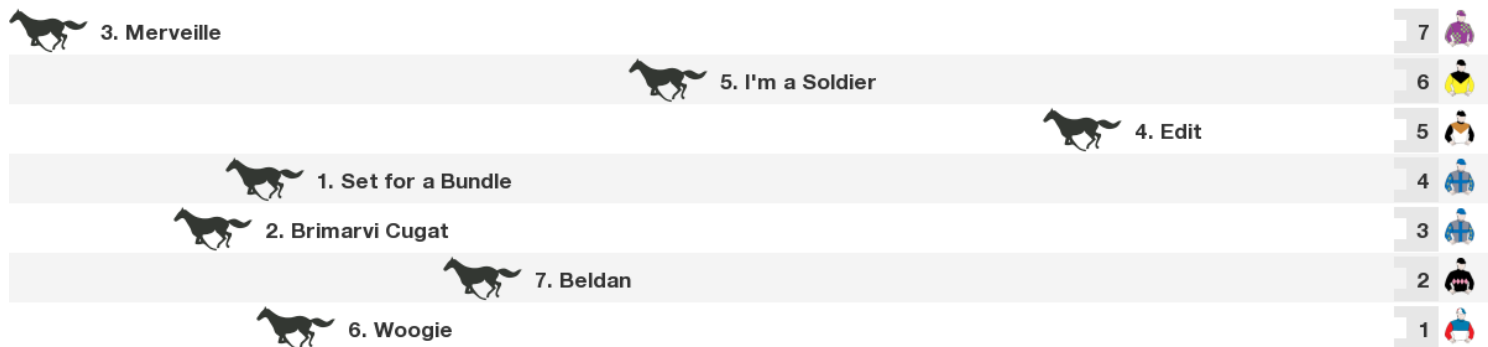 3. Merveille 7
5. I'm a Soldier 6
4. Edit 5
1. Set for a Bundle 4
2. Brimarvi Cugat 3
7. Beldan 2
6. Woogie 1